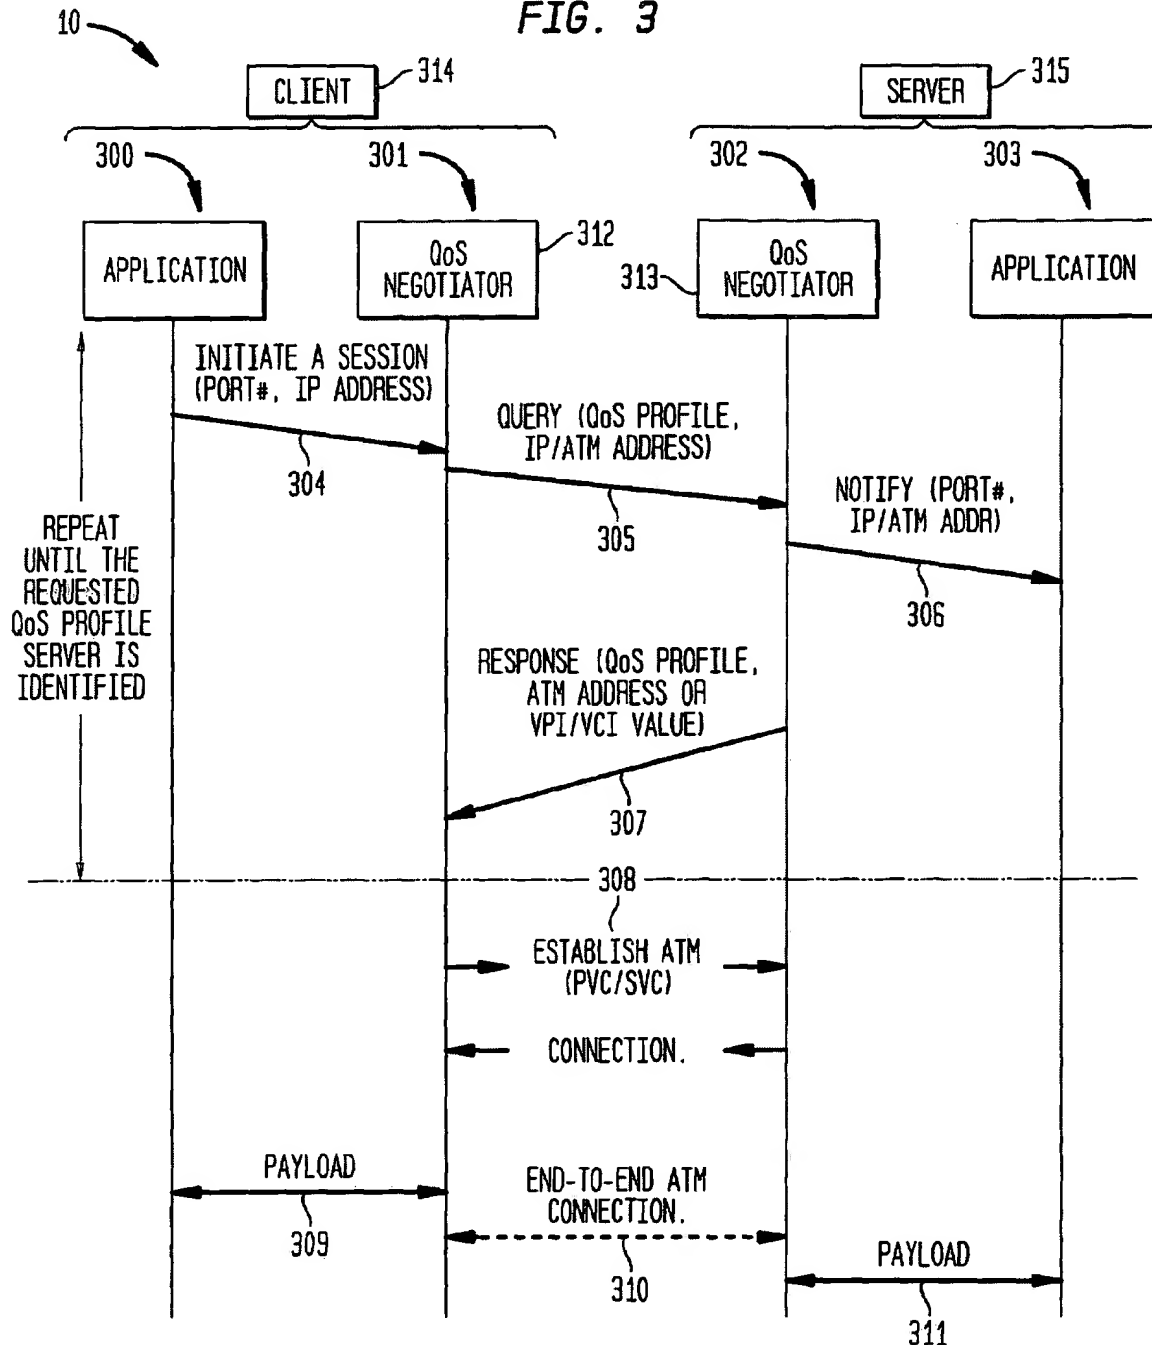 FIG. 3
10
CLIENT
314
SERVER
315
300
301
302
303
APPLICATION
QoS
NEGOTIATOR
312
313
QoS
NEGOTIATOR
APPLICATION
INITIATE A SESSION
(PORT#, IP ADDRESS)
304
QUERY (QoS PROFILE,
IP/ATM ADDRESS)
305
NOTIFY (PORT#,
IP/ATM ADDR)
306
REPEAT
UNTIL THE
REQUESTED
QoS PROFILE
SERVER IS
IDENTIFIED
RESPONSE (QoS PROFILE,
ATM ADDRESS OR
VPI/VCI VALUE)
307
308
ESTABLISH ATM
(PVC/SVC)
CONNECTION.
PAYLOAD
309
END-TO-END ATM
CONNECTION.
310
PAYLOAD
311